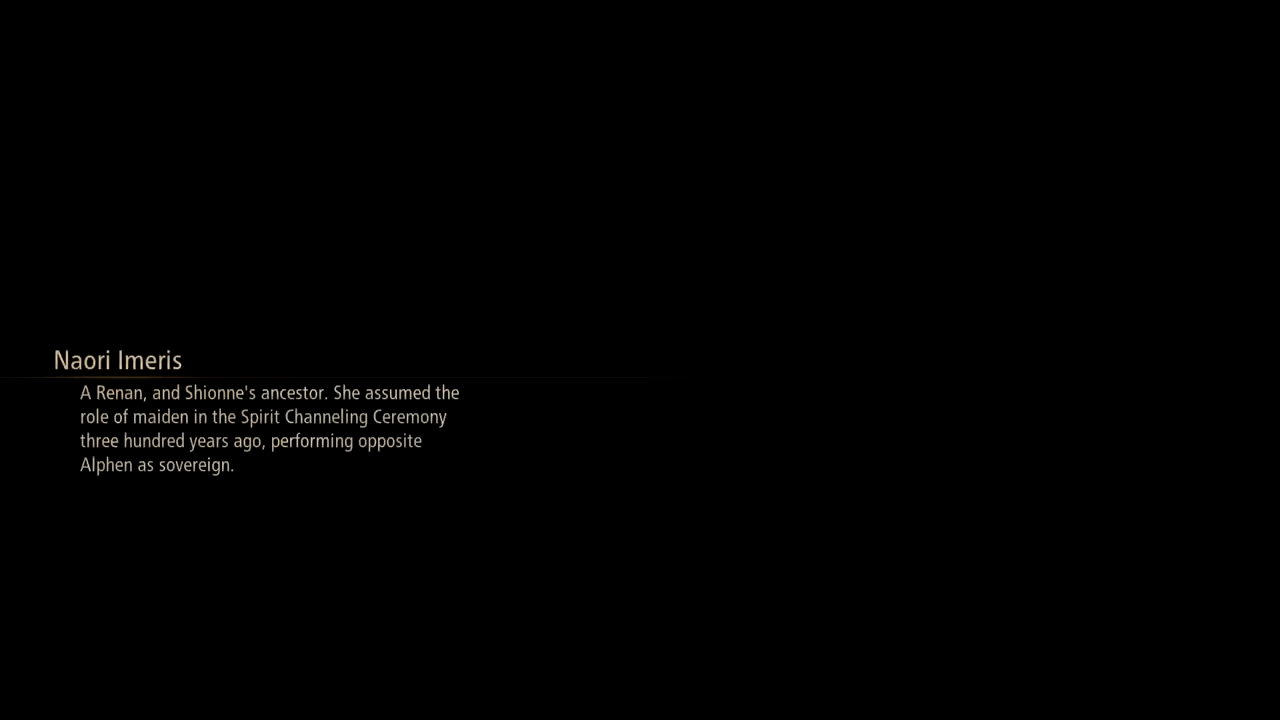 Naori Imeris
A Renan, and Shionne's ancestor. She assumed the
role of maiden in the Spirit Channeling Ceremony
three hundred years ago, performing opposite
Alphen as sovereign.